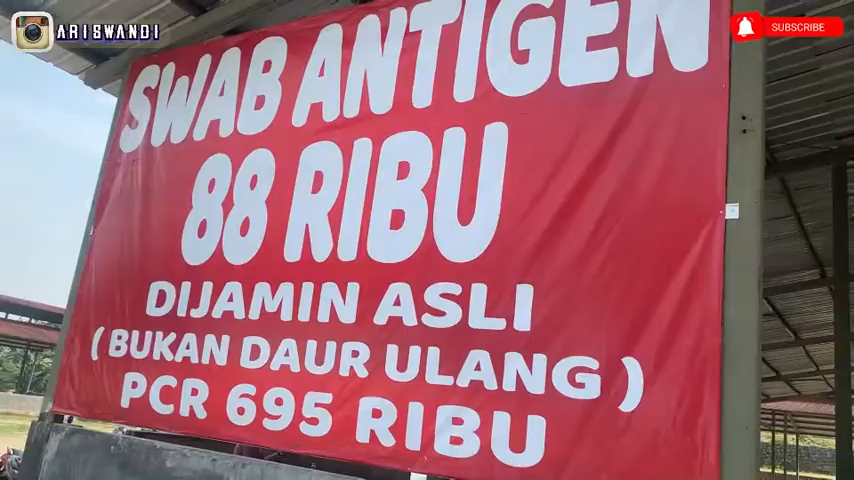 ARISWANDI
SUBSCRIBE
SWAB ANTIGEN
88 RIBU
DIJAMIN ASLI
(BUKAN DAUR ULANG)
PCR 695 RIBU